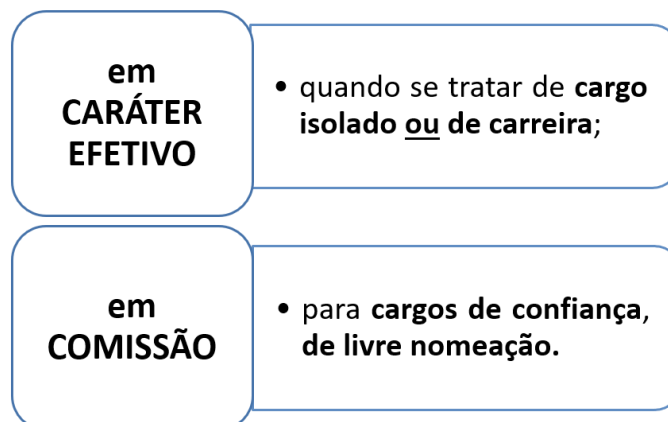 em
CARÁTER
EFETIVO
• quando se tratar de cargo
isolado ou de carreira;
em
COMISSÃO
• para cargos de confiança,
de livre nomeação.